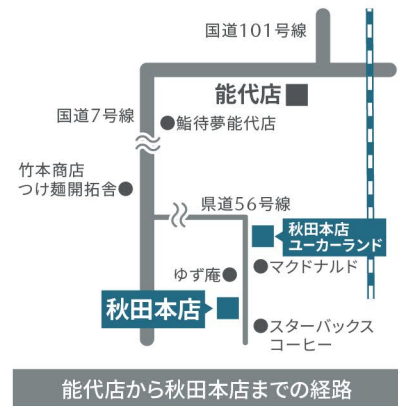 国道101号線
能代店
国道7号線
鮨待夢能代店
竹本商店
つけ麺開拓舎
県道56号線
秋田本店
ユーカーランド
マクドナルド
ゆず庵
秋田本店
スターバックス
コーヒー
能代店から秋田本店までの経路